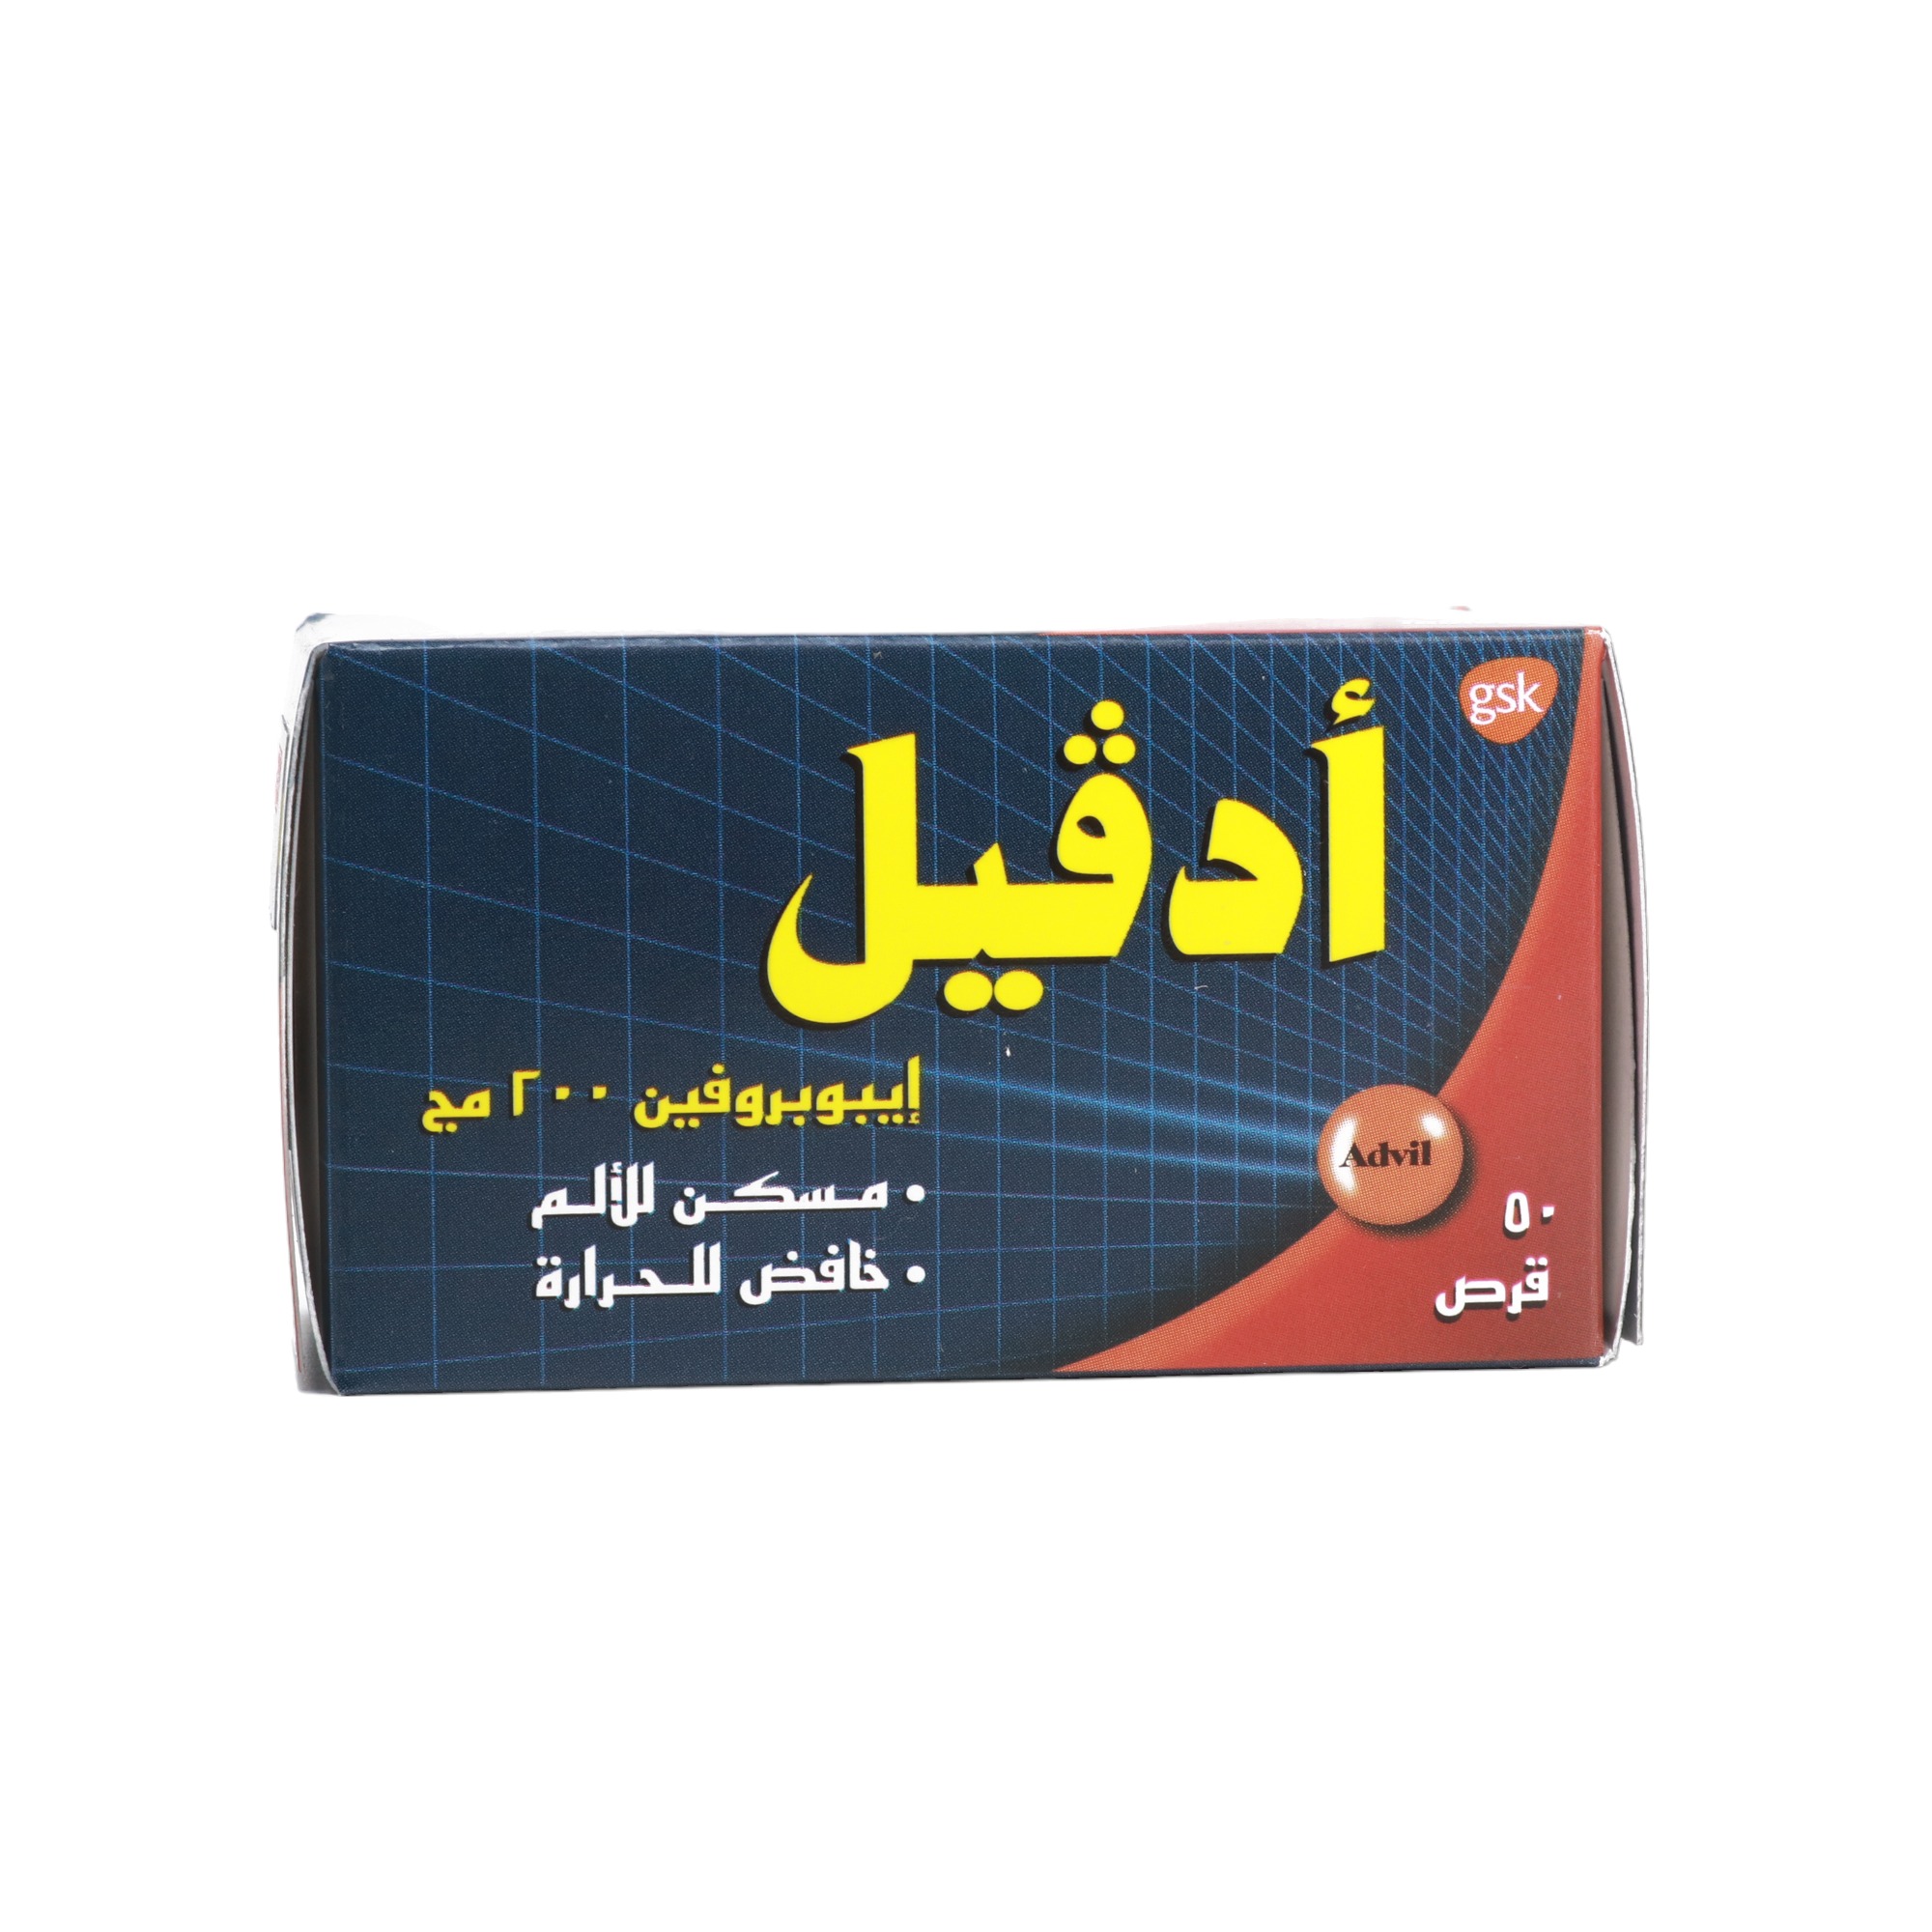 gsk
أدڤيل
إيبوبروفين ٢٠٠ مج
• مسكن للألم
• خافض للحرارة
Advil
٥٠
قرص